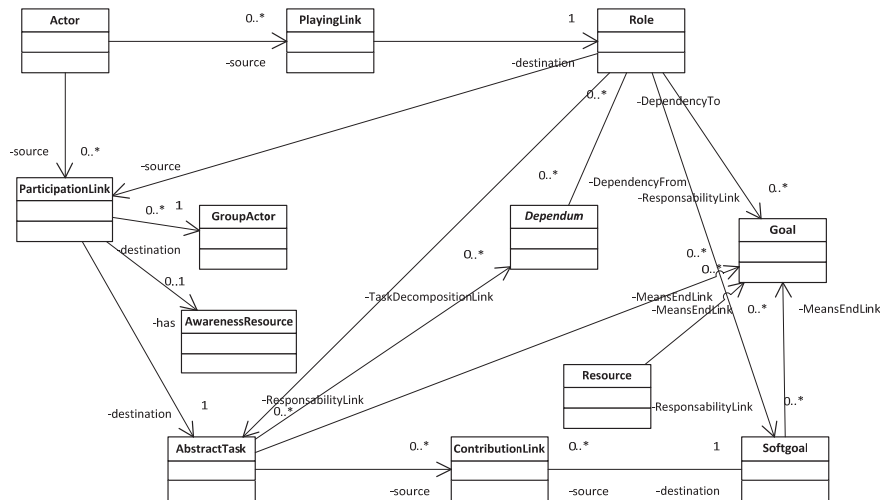 Actor
0..*
PlayingLink
1
Role
-source
-destination
0..*
-DependencyTo
-source
0..*
-source
0..*
-DependencyFrom
ParticipationLink
0..*
1
GroupActor
Dependum
-ResponsabilityLink
0..*
Goal
-destination
0..*
0..*
0..*
0..1
-TaskDecompositionLink
-MeansEndLink
-MeansEndLink
0..*
-MeansEndLink
-has
AwarenessResource
Resource
-destination
1
-ResponsabilityLink
0..*
-ResponsabilityLink
0..*
AbstractTask
0..*
ContributionLink
1
Softgoal
-source
-source
-destination